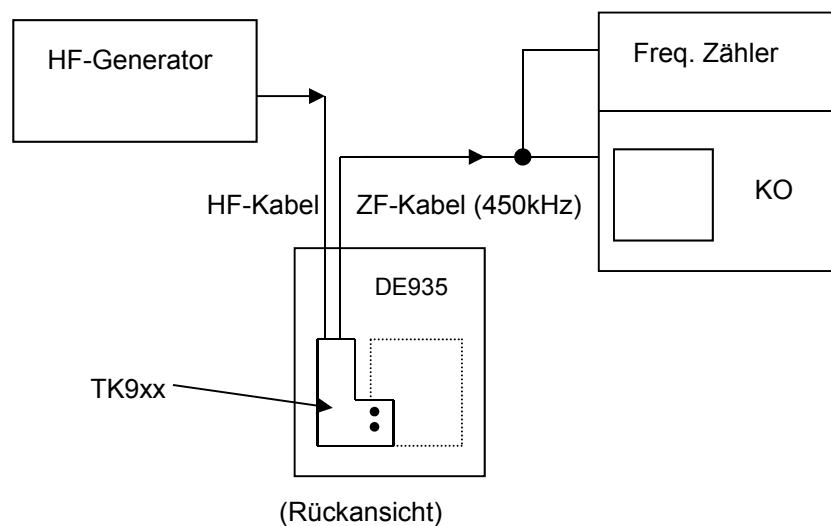 HF-Generator
Freq. Zähler
KO
HF-Kabel
ZF-Kabel (450kHz)
DE935
TK9xx
(Rückansicht)